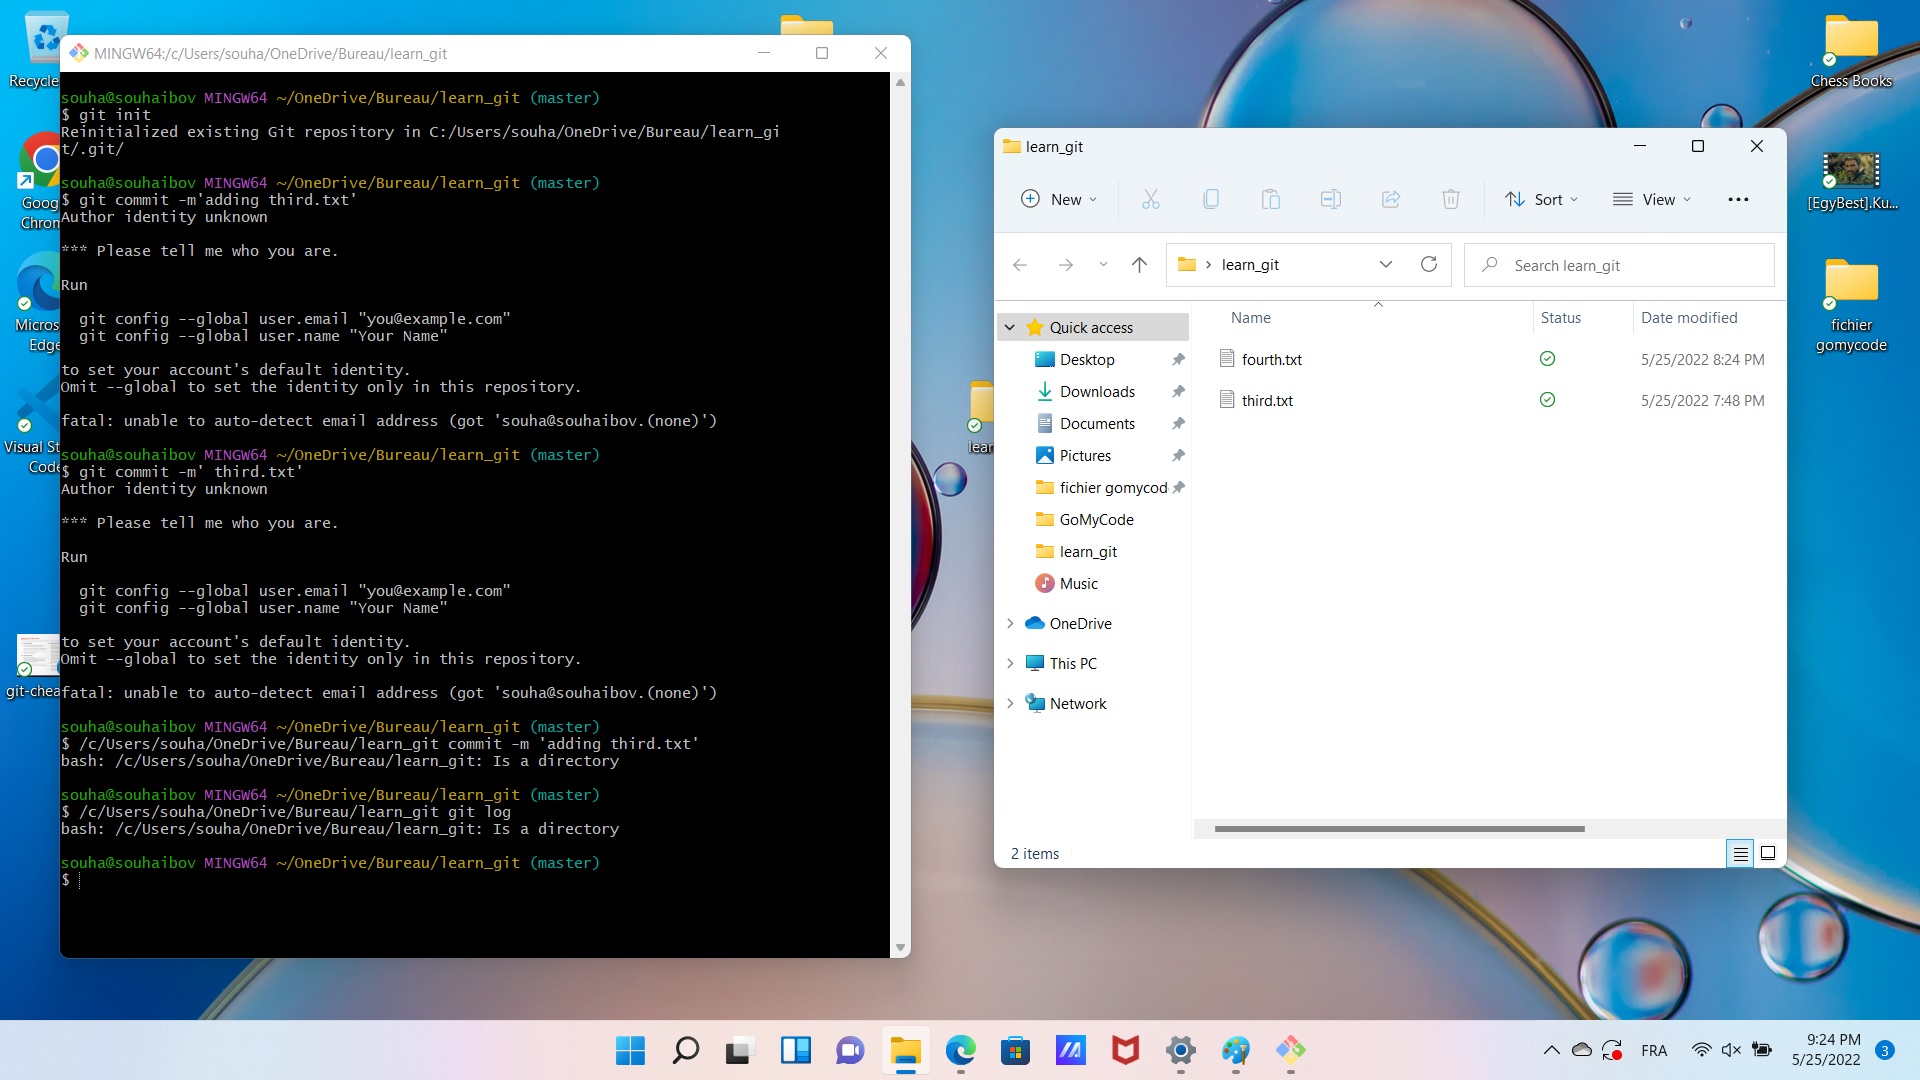 Recycle
Goog
Chron
Micros
Edge
Visual St
Code
git-chea
MINGW64:/c/Users/souha/OneDrive/Bureau/learn_git
souha@souhaibov MINGW64 ~/OneDrive/Bureau/learn_git (master)
$ git init
Reinitialized existing Git repository in C:/Users/souha/OneDrive/Bureau/learn_gi
t/.git/
souha@souhaibov MINGW64 ~/OneDrive/Bureau/learn_git (master)
$ git commit -m'adding third.txt'
Author identity unknown
*** Please tell me who you are.
Run
git config --global user.email "you@example.com"
git config --global user.name "Your Name"
to set your account's default identity.
Omit --global to set the identity only in this repository.
fatal: unable to auto-detect email address (got 'souha@souhaibov.(none)')
souha@souhaibov MINGW64 ~/OneDrive/Bureau/learn_git (master)
$ git commit -m' third.txt'
Author identity unknown
*** Please tell me who you are.
Run
git config --global user.email "you@example.com"
git config --global user.name "Your Name"
to set your account's default identity.
Omit --global to set the identity only in this repository.
fatal: unable to auto-detect email address (got 'souha@souhaibov.(none)')
souha@souhaibov MINGW64 ~/OneDrive/Bureau/learn_git (master)
$ /c/Users/souha/OneDrive/Bureau/learn_git commit -m 'adding third.txt'
bash: /c/Users/souha/OneDrive/Bureau/learn_git: Is a directory
souha@souhaibov MINGW64 ~/OneDrive/Bureau/learn_git (master)
$ /c/Users/souha/OneDrive/Bureau/learn_git git log
bash: /c/Users/souha/OneDrive/Bureau/learn_git: Is a directory
souha@souhaibov MINGW64 ~/OneDrive/Bureau/learn_git (master)
$
lear
learn_git
New Sort View
learn_git Search learn_git
Name Status Date modified
fourth.txt 5/25/2022 8:24 PM
third.txt 5/25/2022 7:48 PM
Quick access
Desktop
Downloads
Documents
Pictures
fichier gomycod
GoMyCode
learn_git
Music
OneDrive
This PC
Network
2 items
Chess Books
[EgyBest].Ku...
fichier
gomycode
FRA
9:24 PM
5/25/2022
3